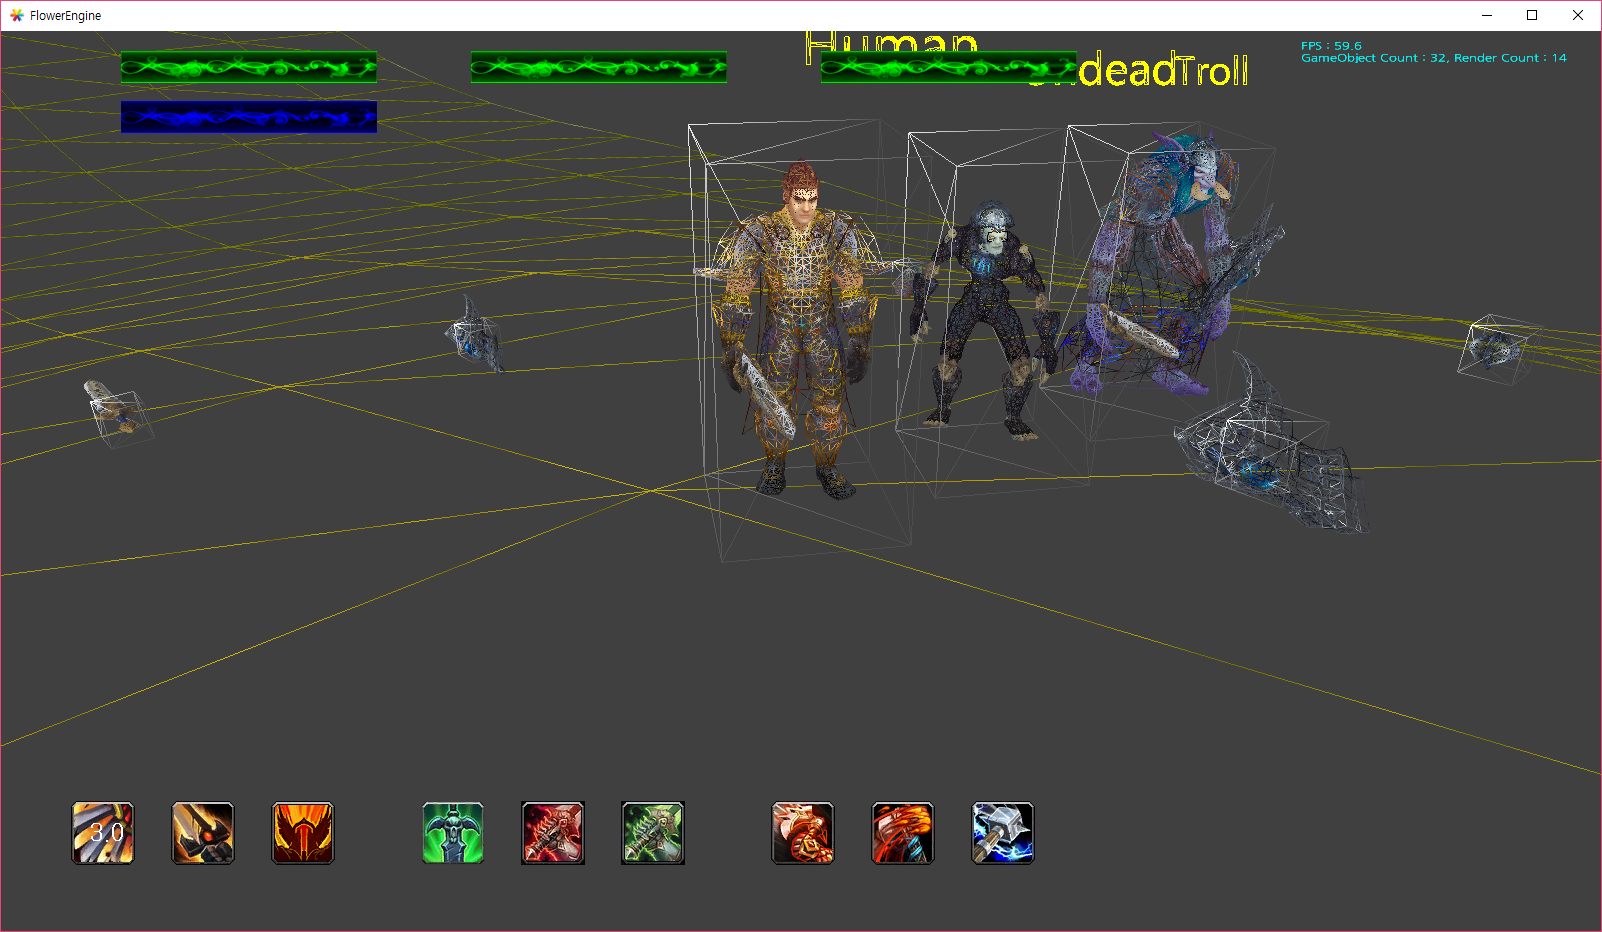 FlowerEngine
Human
FPS : 59.6
GameObject Count : 32, Render Count : 14
deadTroll
3.0